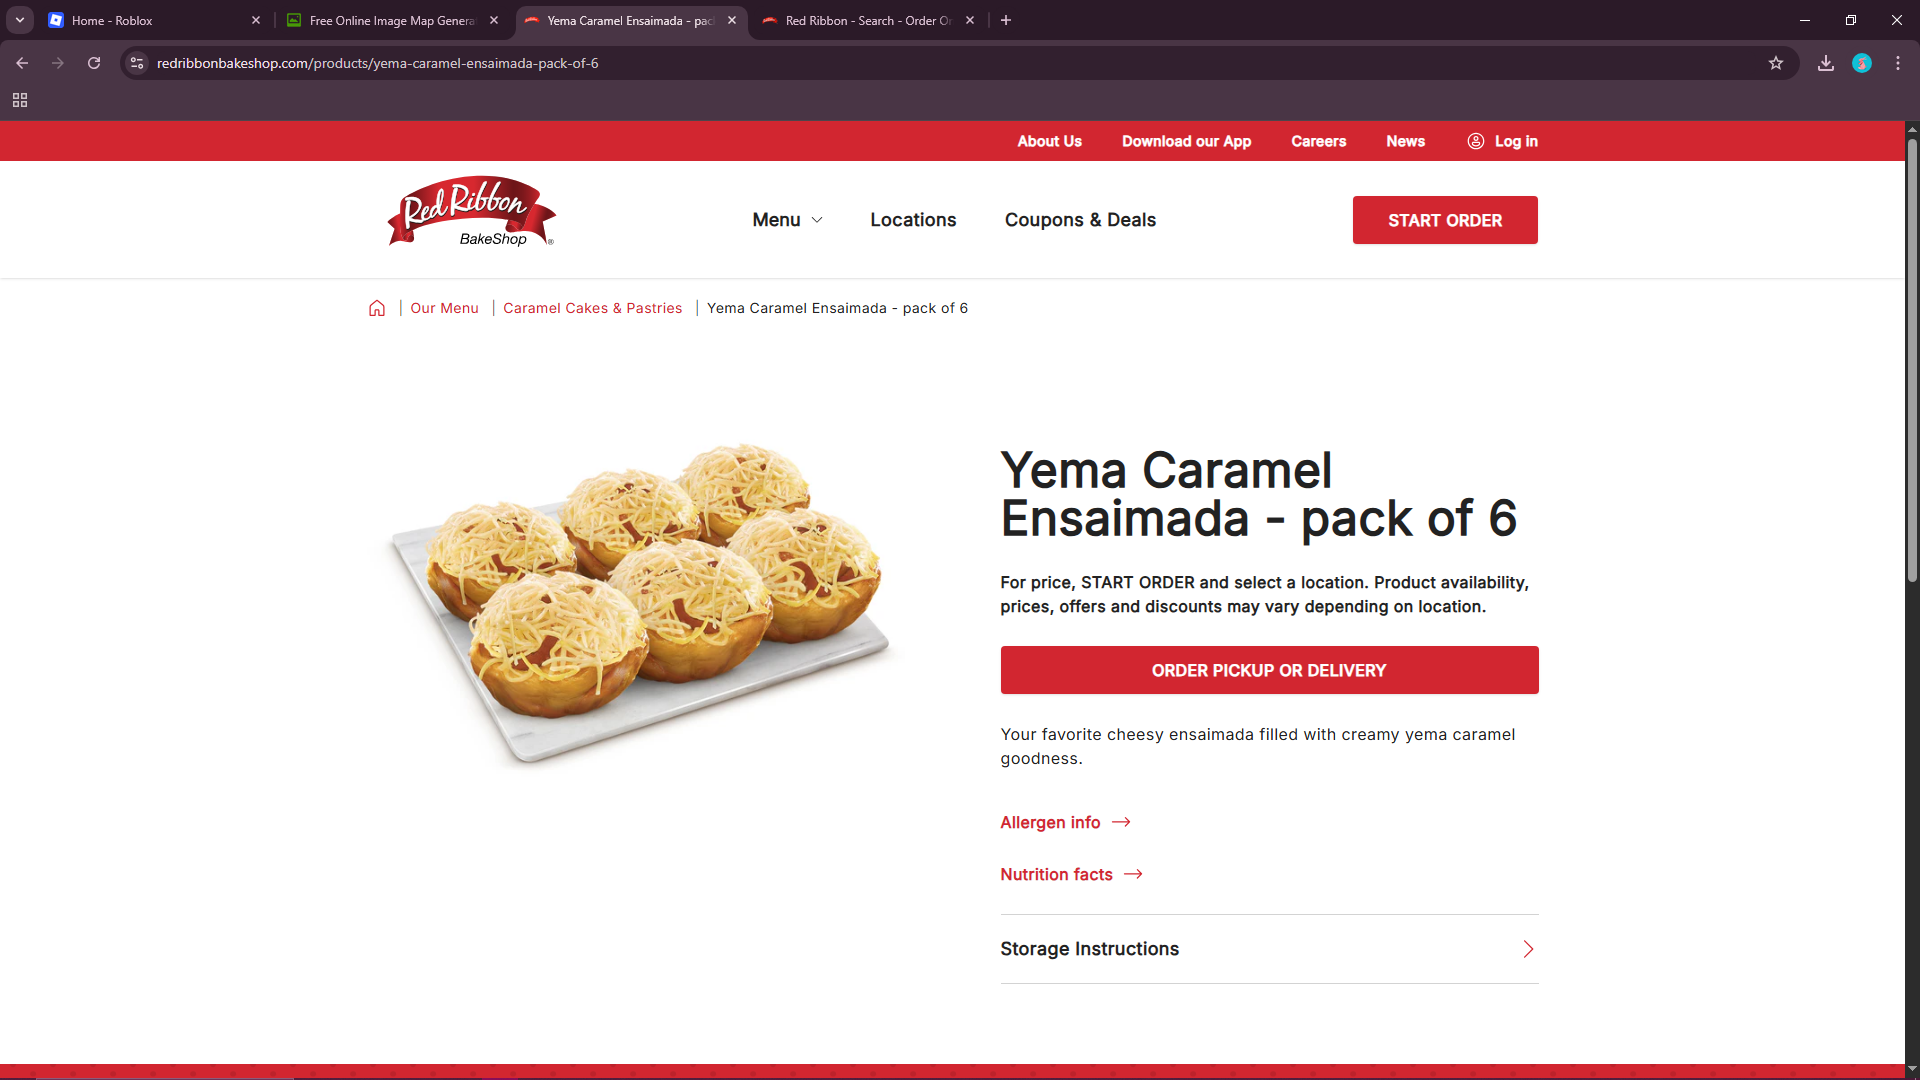 Home - Roblox
Free Online Image Map Genera
Yema Caramel Ensaimada - pac
Red Ribbon - Search - Order O
redribbonbakeshop.com/products/yema-caramel-ensaimada-pack-of-6
About Us
Download our App
Careers
News
Log in
Red Ribbon
BakeShop®
Menu
Locations
Coupons & Deals
START ORDER
Our Menu
Caramel Cakes & Pastries
Yema Caramel Ensaimada - pack of 6
Yema Caramel
Ensaimada - pack of 6
For price, START ORDER and select a location. Product availability,
prices, offers and discounts may vary depending on location.
ORDER PICKUP OR DELIVERY
Your favorite cheesy ensaimada filled with creamy yema caramel
goodness.
Allergen info
Nutrition facts
Storage Instructions